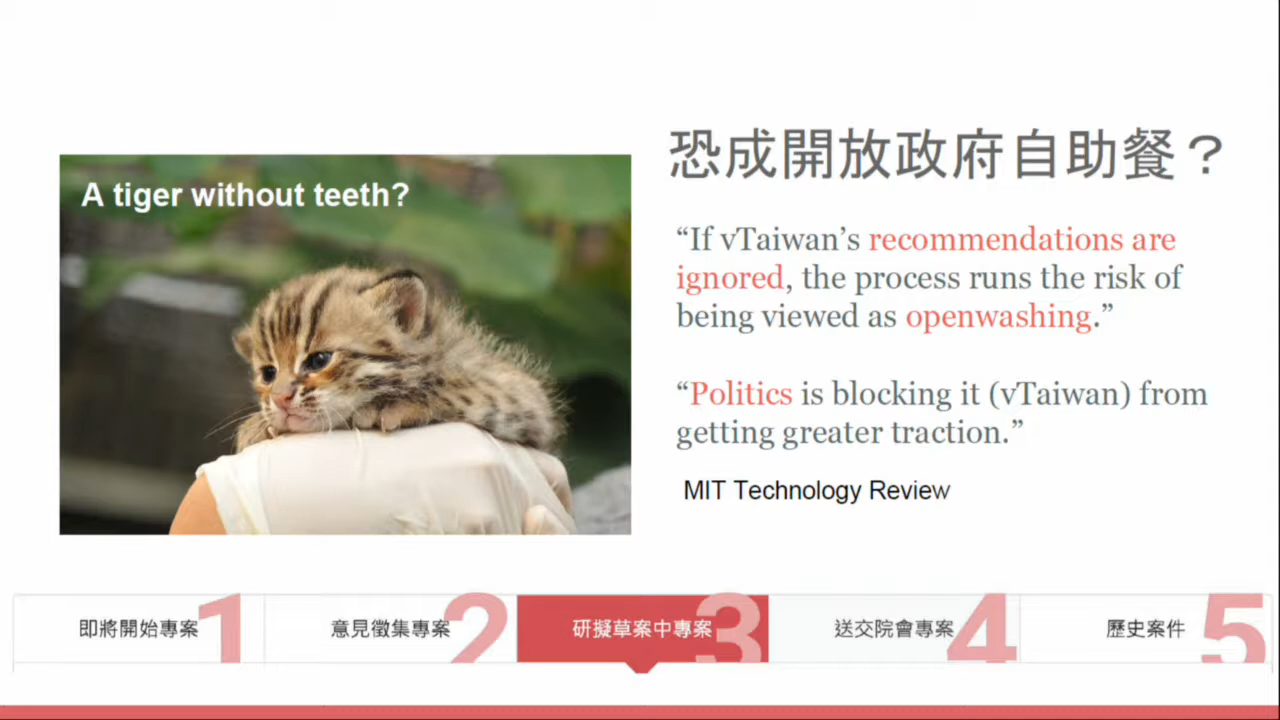 恐成開放政府自助餐？
A tiger without teeth?
“If vTaiwan’s recommendations are
ignored, the process runs the risk of
being viewed as openwashing.”
“Politics is blocking it (vTaiwan) from
getting greater traction.”
MIT Technology Review
即將開始專案 1
意見徵集專案 2
研擬草案中專案 3
送交院會專案 4
歷史案件 5